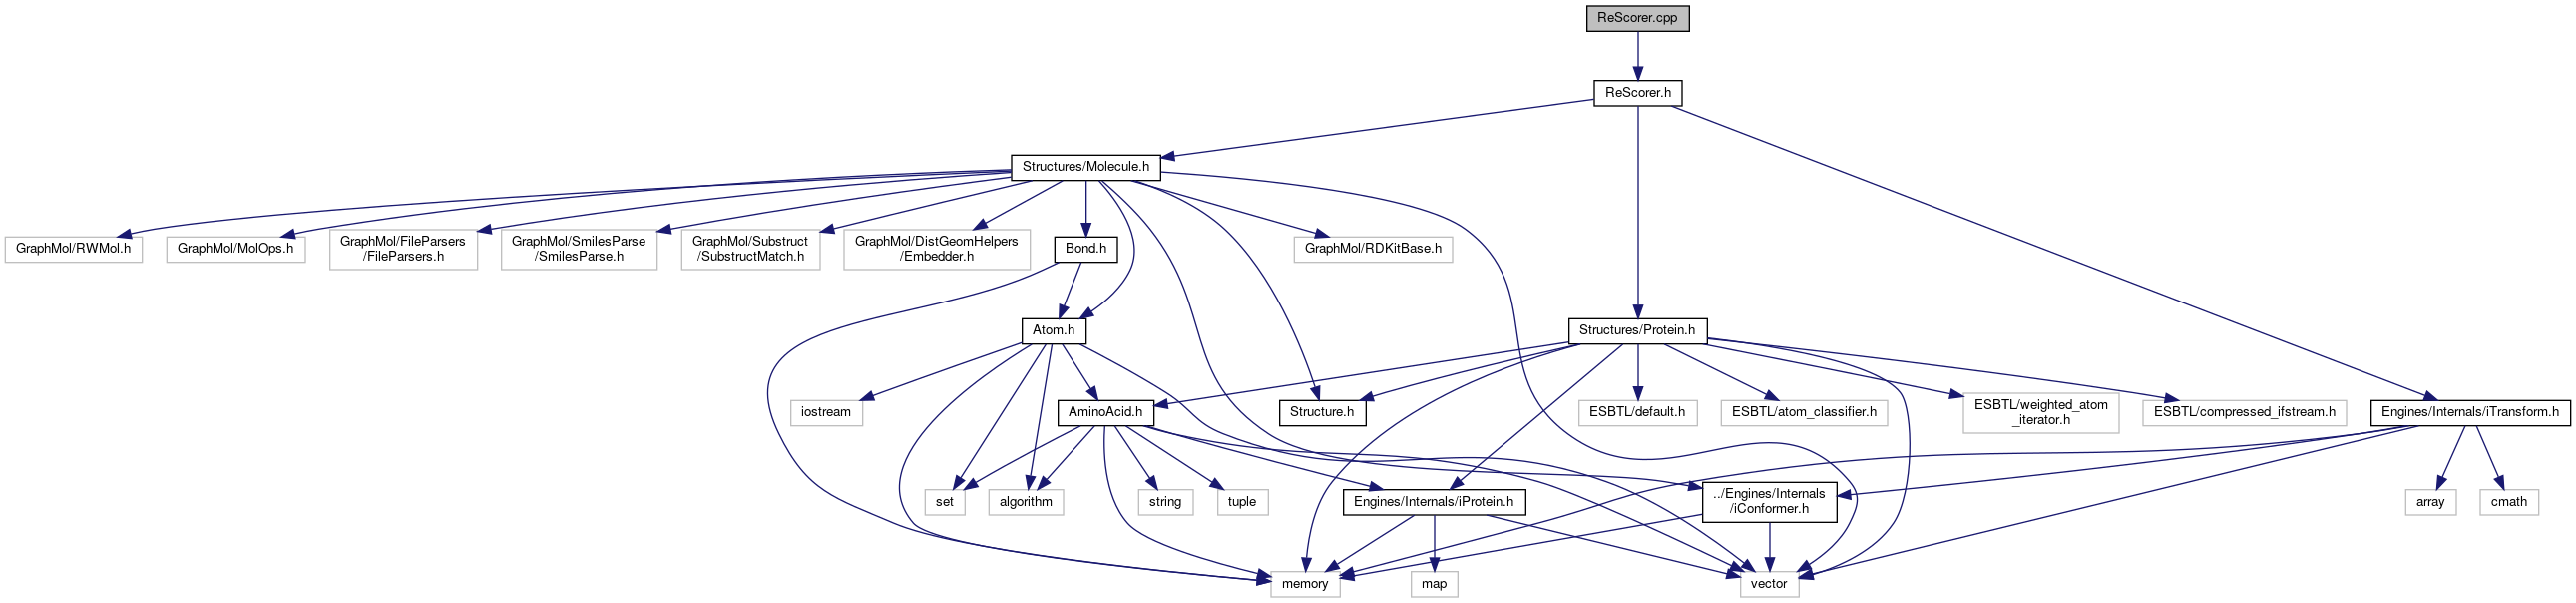 ReScorer.cpp
ReScorer.h
Structures/Molecule.h
GraphMol/RWMol.h
GraphMol/MolOps.h
GraphMol/FileParsers
/FileParsers.h
GraphMol/SmilesParse
/SmilesParse.h
GraphMol/Substruct
/SubstructMatch.h
GraphMol/DistGeomHelpers
/Embedder.h
Bond.h
GraphMol/RDKitBase.h
Atom.h
Structures/Protein.h
iostream
AminoAcid.h
Structure.h
ESBTL/default.h
ESBTL/atom_classifier.h
ESBTL/weighted_atom
_iterator.h
ESBTL/compressed_ifstream.h
Engines/Internals/iTransform.h
set
algorithm
string
tuple
Engines/Internals/iProtein.h
../Engines/Internals
/iConformer.h
array
cmath
memory
map
vector